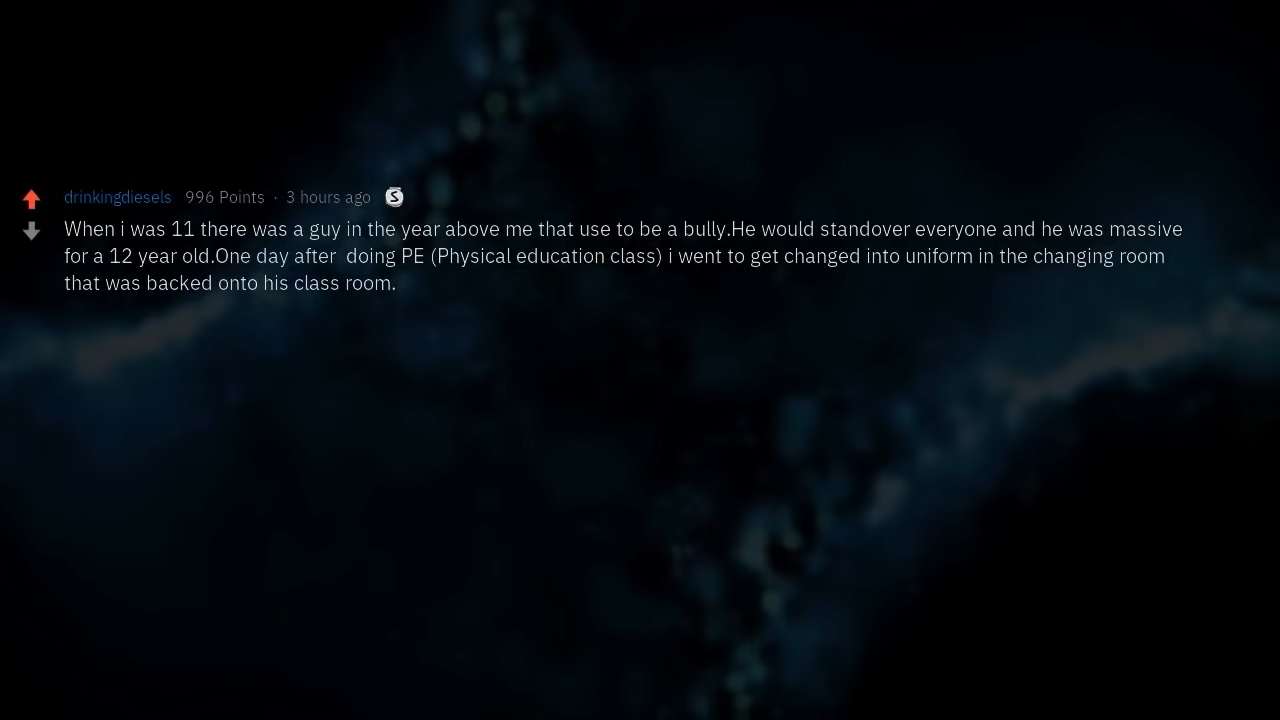 drinkingdiesels 996 Points · 3 hours ago S
When i was 11 there was a guy in the year above me that use to be a bully.He would standover everyone and he was massive
for a 12 year old.One day after  doing PE (Physical education class) i went to get changed into uniform in the changing room
that was backed onto his class room.